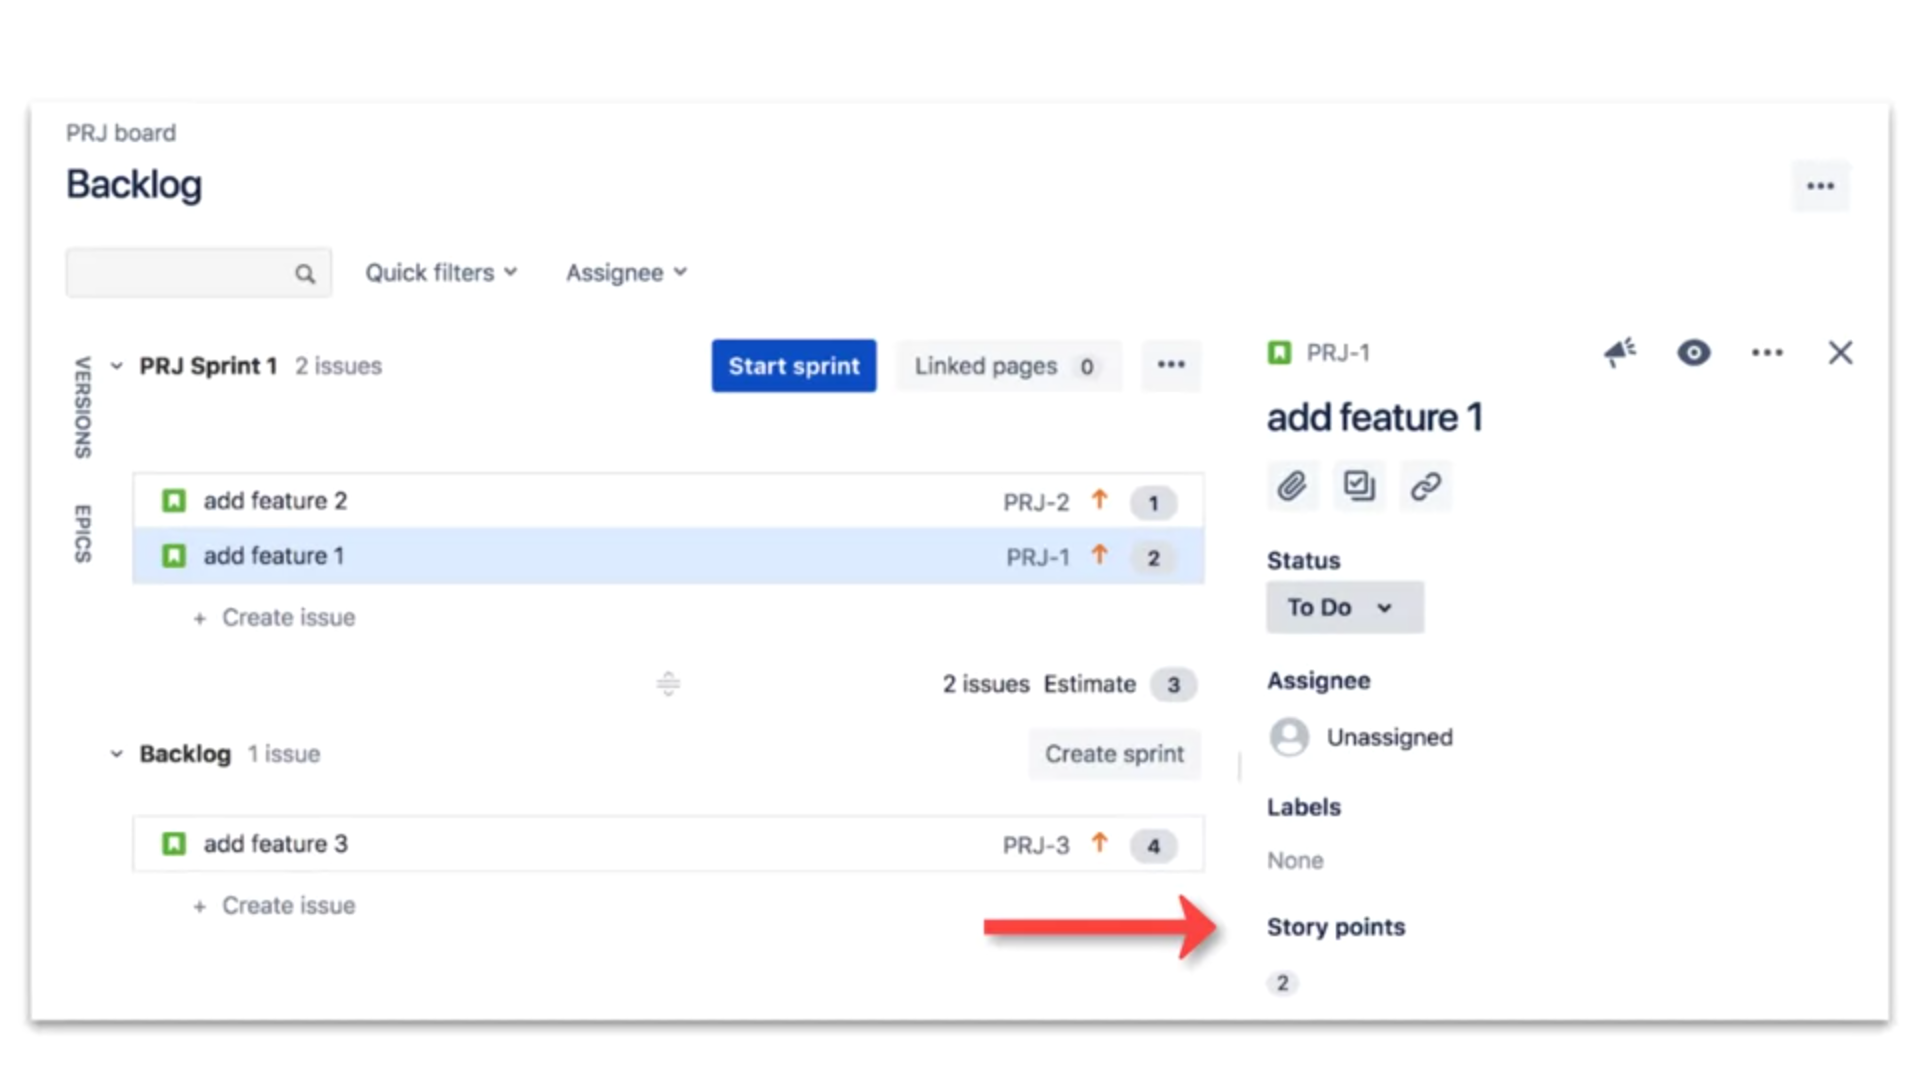 PRJ board
Backlog
Quick filters
Assignee
VERSIONS
EPICS
PRJ Sprint 1 2 issues
Start sprint
Linked pages 0
add feature 2 PRJ-2 1
add feature 1 PRJ-1 2
+ Create issue
2 issues Estimate 3
Backlog 1 issue
Create sprint
add feature 3 PRJ-3 4
+ Create issue
PRJ-1
add feature 1
Status
To Do
Assignee
Unassigned
Labels
None
Story points
2